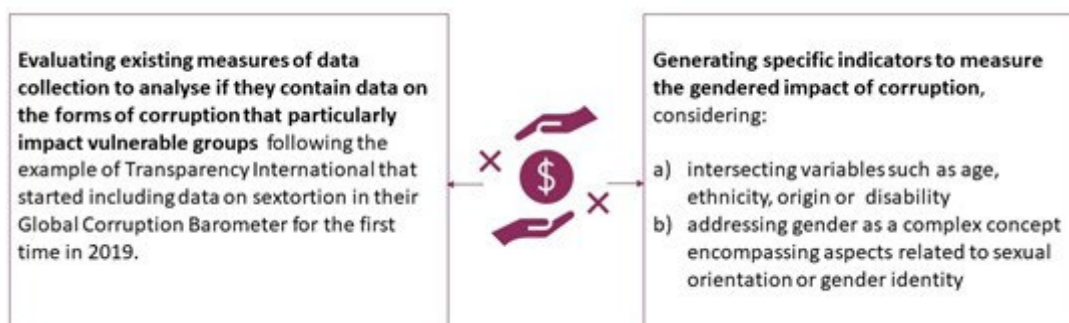 Evaluating existing measures of data
collection to analyse if they contain data on
the forms of corruption that particularly
impact vulnerable groups following the
example of Transparency International that
started including data on sextortion in their
Global Corruption Barometer for the first
time in 2019.
$
Generating specific indicators to measure
the gendered impact of corruption,
considering:
a) intersecting variables such as age,
ethnicity, origin or disability
b) addressing gender as a complex concept
encompassing aspects related to sexual
orientation or gender identity